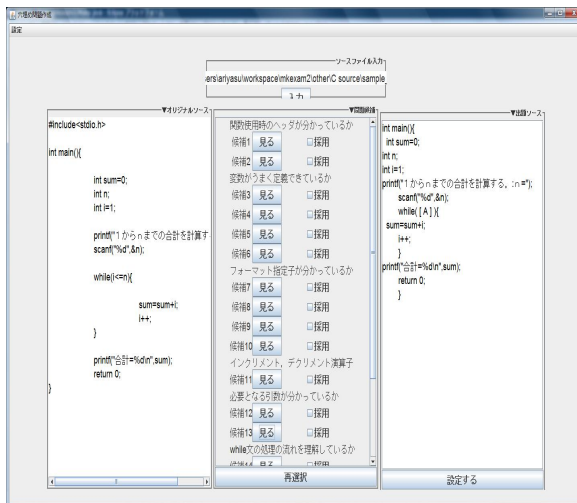 穴埋め問題作成
設定
ソースファイル入力
ers\ariyasu\workspace\mkexam2\other\C source\sample
入力
▼オリジナルソース
#include<stdio.h>
int main(){
int sum=0;
int n;
int i=1;
printf("１からｎまでの合計を計算す
scanf("%d",&n);
while(i<=n){
sum=sum+i;
i++;
}
printf("合計=%d\n",sum);
return 0;
}
▼問題候補
関数使用時のヘッダが分かっているか
候補1 見る □採用
候補2 見る □採用
変数がうまく定義できているか
候補3 見る □採用
候補4 見る □採用
候補5 見る □採用
候補6 見る □採用
フォーマット指定子が分かっているか
候補7 見る □採用
候補8 見る □採用
候補9 見る □採用
候補10 見る □採用
インクリメント，デクリメント演算子
候補11 見る □採用
必要となる引数が分かっているか
候補12 見る □採用
候補13 見る □採用
while文の処理の流れを理解しているか
候補14 見る □採用
再選択
▼出題ソース
int main(){
int sum=0;
int n;
int i=1;
printf("１からｎまでの合計を計算する。:n =");
scanf("%d",&n);
while( [ A ] ){
sum=sum+i;
i++;
}
printf("合計=%d\n",sum);
return 0;
}
設定する